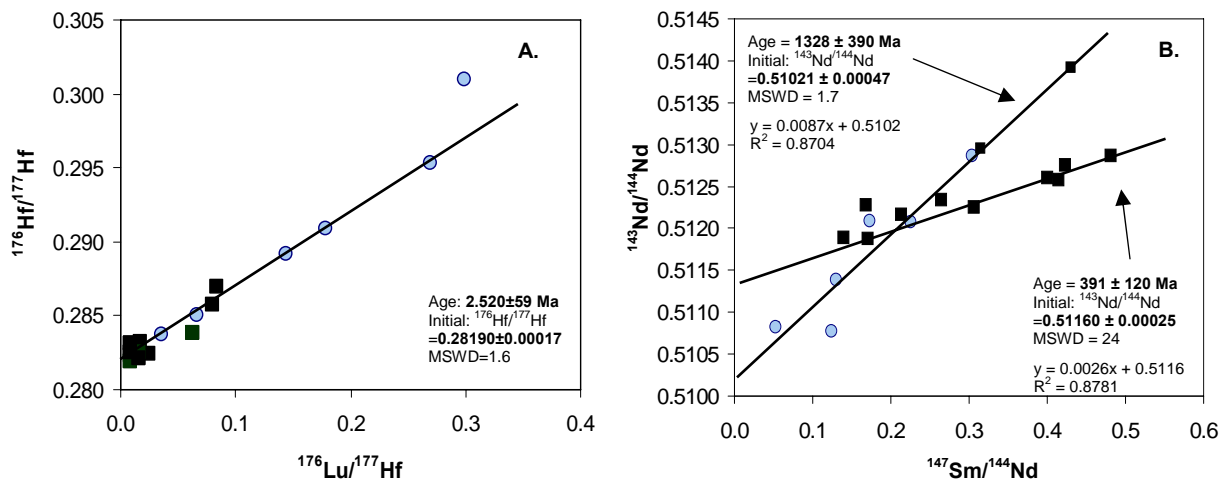 A.
0.305
0.300
0.295
0.290
0.285
0.280
¹⁷⁶Hf/¹⁷⁷Hf
Age: 2.520±59 Ma
Initial: ¹⁷⁶Hf/¹⁷⁷Hf
=0.28190±0.00017
MSWD=1.6
0.0 0.1 0.2 0.3 0.4
¹⁷⁶Lu/¹⁷⁷Hf
B.
0.5145
0.5140
0.5135
0.5130
0.5125
0.5120
0.5115
0.5110
0.5105
0.5100
¹⁴³Nd/¹⁴⁴Nd
Age = 1328 ± 390 Ma
Initial: ¹⁴³Nd/¹⁴⁴Nd
=0.51021 ± 0.00047
MSWD = 1.7
y = 0.0087x + 0.5102
R² = 0.8704
Age = 391 ± 120 Ma
Initial: ¹⁴³Nd/¹⁴⁴Nd
=0.51160 ± 0.00025
MSWD = 24
y = 0.0026x + 0.5116
R² = 0.8781
0.0 0.1 0.2 0.3 0.4 0.5 0.6
¹⁴⁷Sm/¹⁴⁴Nd